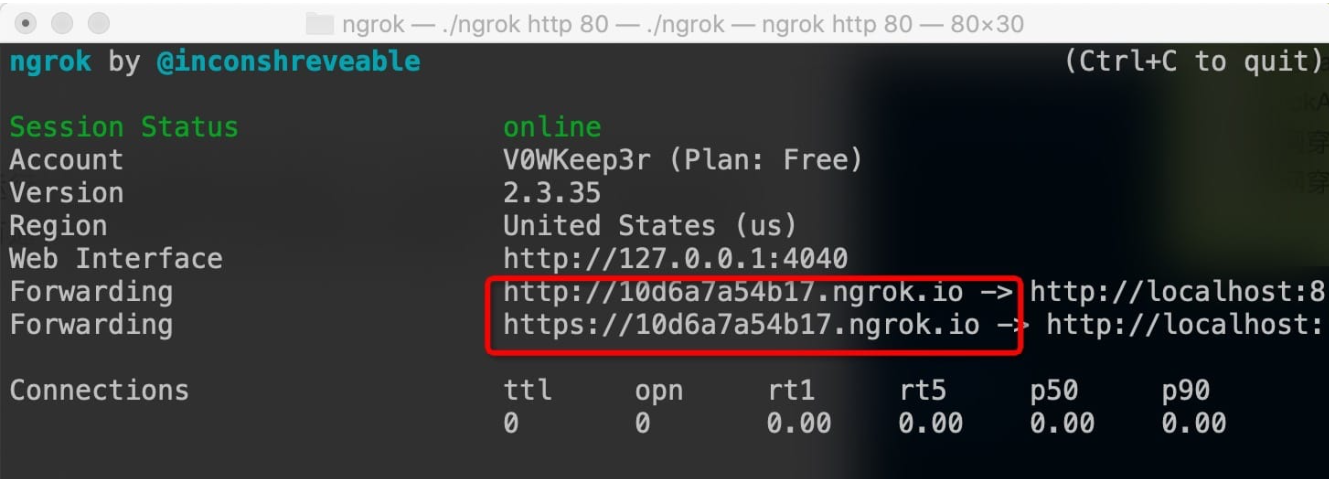 ngrok — ./ngrok http 80 — ./ngrok — ngrok http 80 — 80×30
ngrok by @inconshreveable (Ctrl+C to quit)
Session Status online
Account V0WKeep3r (Plan: Free)
Version 2.3.35
Region United States (us)
Web Interface http://127.0.0.1:4040
Forwarding http://10d6a7a54b17.ngrok.io -> http://localhost:8
Forwarding https://10d6a7a54b17.ngrok.io -> http://localhost:
Connections ttl opn rt1 rt5 p50 p90
0 0 0.00 0.00 0.00 0.00